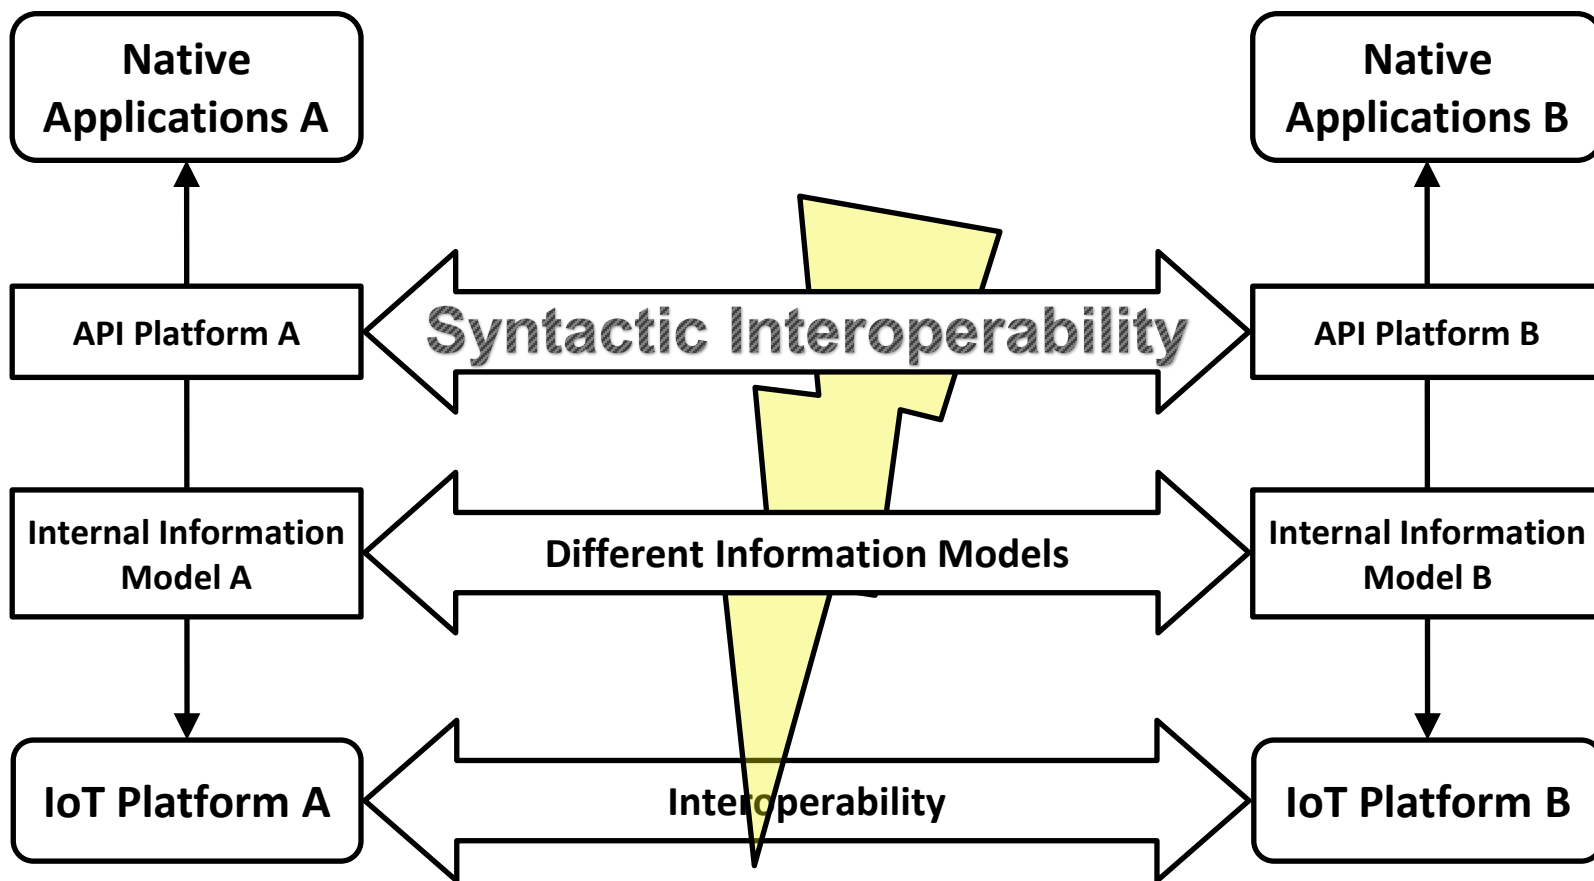 Native
Applications A
Native
Applications B
API Platform A
Syntactic Interoperability
API Platform B
Internal Information
Model A
Different Information Models
Internal Information
Model B
IoT Platform A
Interoperability
IoT Platform B